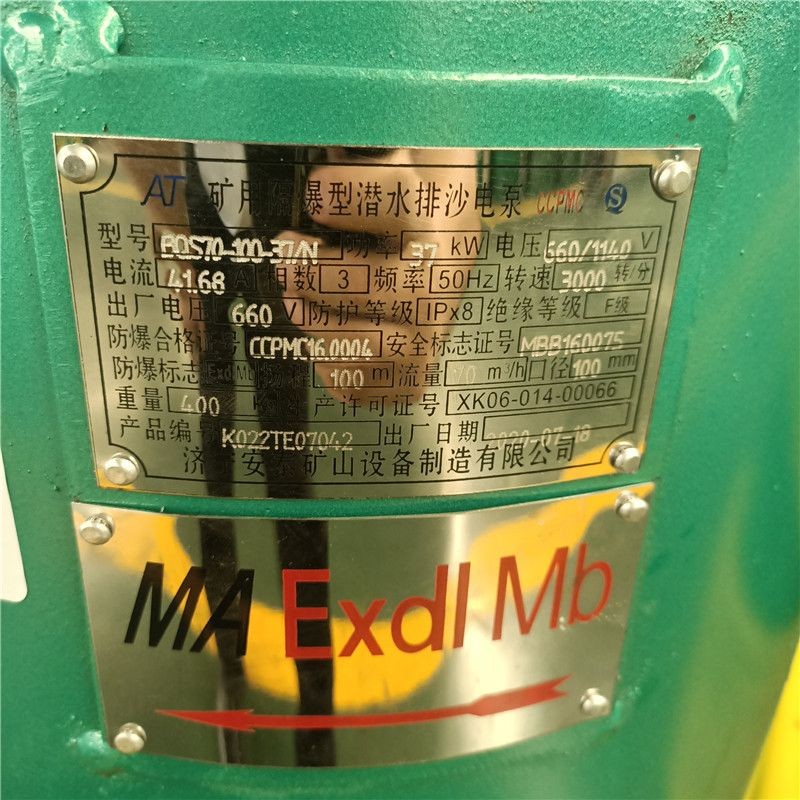 AT 矿用隔爆型潜水排沙电泵 CCPMC S
型号 BQS70-100-37/N 功率 37 kW 电压 660/1140 V
电流 41.68 A 相数 3 频率 50Hz 转速 3000 转/分
出厂电压 660 V 防护等级 IPx8 绝缘等级 F级
防爆合格证号 CCPMC16.0004 安全标志证号 MBB160075
防爆标志 ExdIMb 扬程 100 m 流量 70 m³/h 口径 100 mm
重量 400 产许可证号 XK06-014-00066
产品编号 K022TE07042 出厂日期 2020-07-18
济 安 矿山设备制造有限公司
MA ExdI Mb